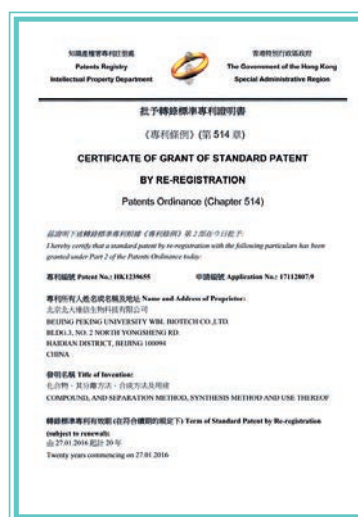 知識產權署專利註冊處
Patents Registry
Intellectual Property Department
香港特別行政區政府
The Government of the Hong Kong
Special Administrative Region
批予轉錄標準專利證明書
《專利條例》(第 514 章)
CERTIFICATE OF GRANT OF STANDARD PATENT
BY RE-REGISTRATION
Patents Ordinance (Chapter 514)
茲證明下述轉錄標準專利根據《專利條例》第 2 部在今日批予:
I hereby certify that a standard patent by re-registration with the following particulars has been
granted under Part 2 of the Patents Ordinance today:
專利編號 Patent No.: HK1239655 申請編號 Application No.: 17112007/9
專利所有人姓名或名稱及地址 Name and Address of Proprietor:
北京北大維信生物科技有限公司
BEIJING PEKING UNIVERSITY WBL BIOTECH CO.,LTD.
BLDG.3, NO. 2 NORTH YONGSHENG RD.
HAIDIAN DISTRICT, BEIJING 100094
CHINA
發明名稱 Title of Invention:
化合物、其分離方法、合成方法及用途
COMPOUND, AND SEPARATION METHOD, SYNTHESIS METHOD AND USE THEREOF
轉錄標準專利有效期 (在符合續期的規定下) Term of Standard Patent by Re-registration
(subject to renewal):
由 27.01.2016 起計 20 年
Twenty years commencing on 27.01.2016